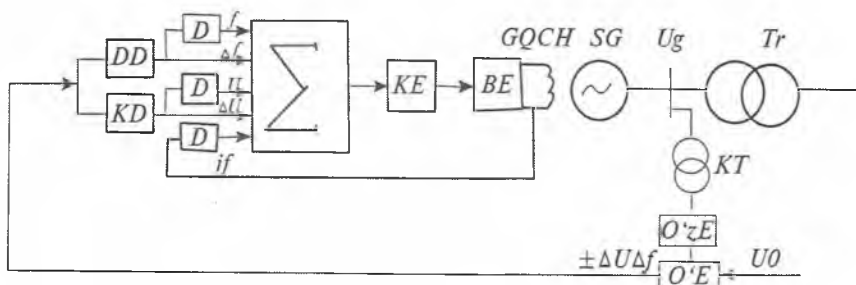 D f GQCH SG Ug Tr
DD Δf
D U KE BE
KD ΔU
D
if
KT
O‘zE
±ΔUΔf O‘E U0